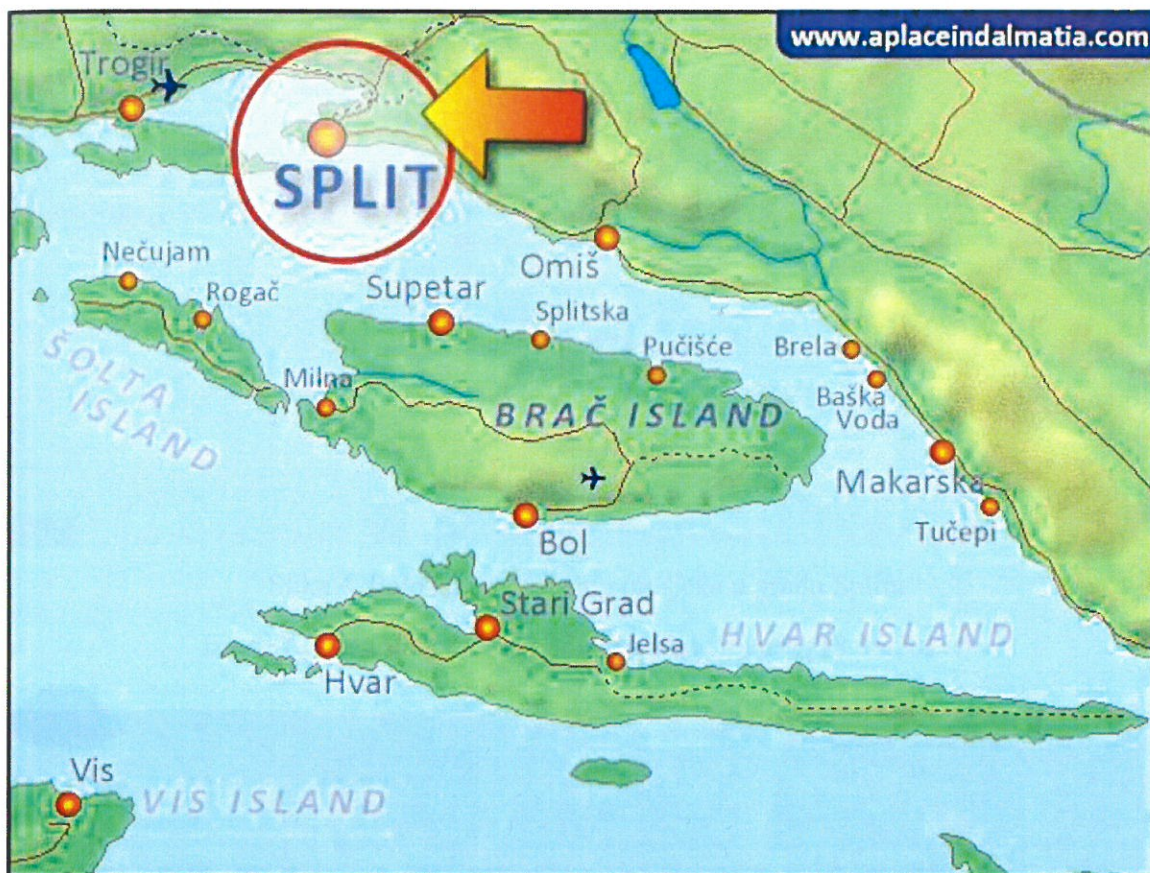 www.aplaceindalmatia.com
Trogir
SPLIT
Omiš
Nečujam
Rogač
Supetar
Splitska
Pučišće
Brela
Baška
Voda
ŠOLTA
ISLAND
Milna
BRAČ ISLAND
Makarska
Tučepi
Bol
Stari Grad
HVAR ISLAND
Jelsa
Hvar
Vis
VIS ISLAND